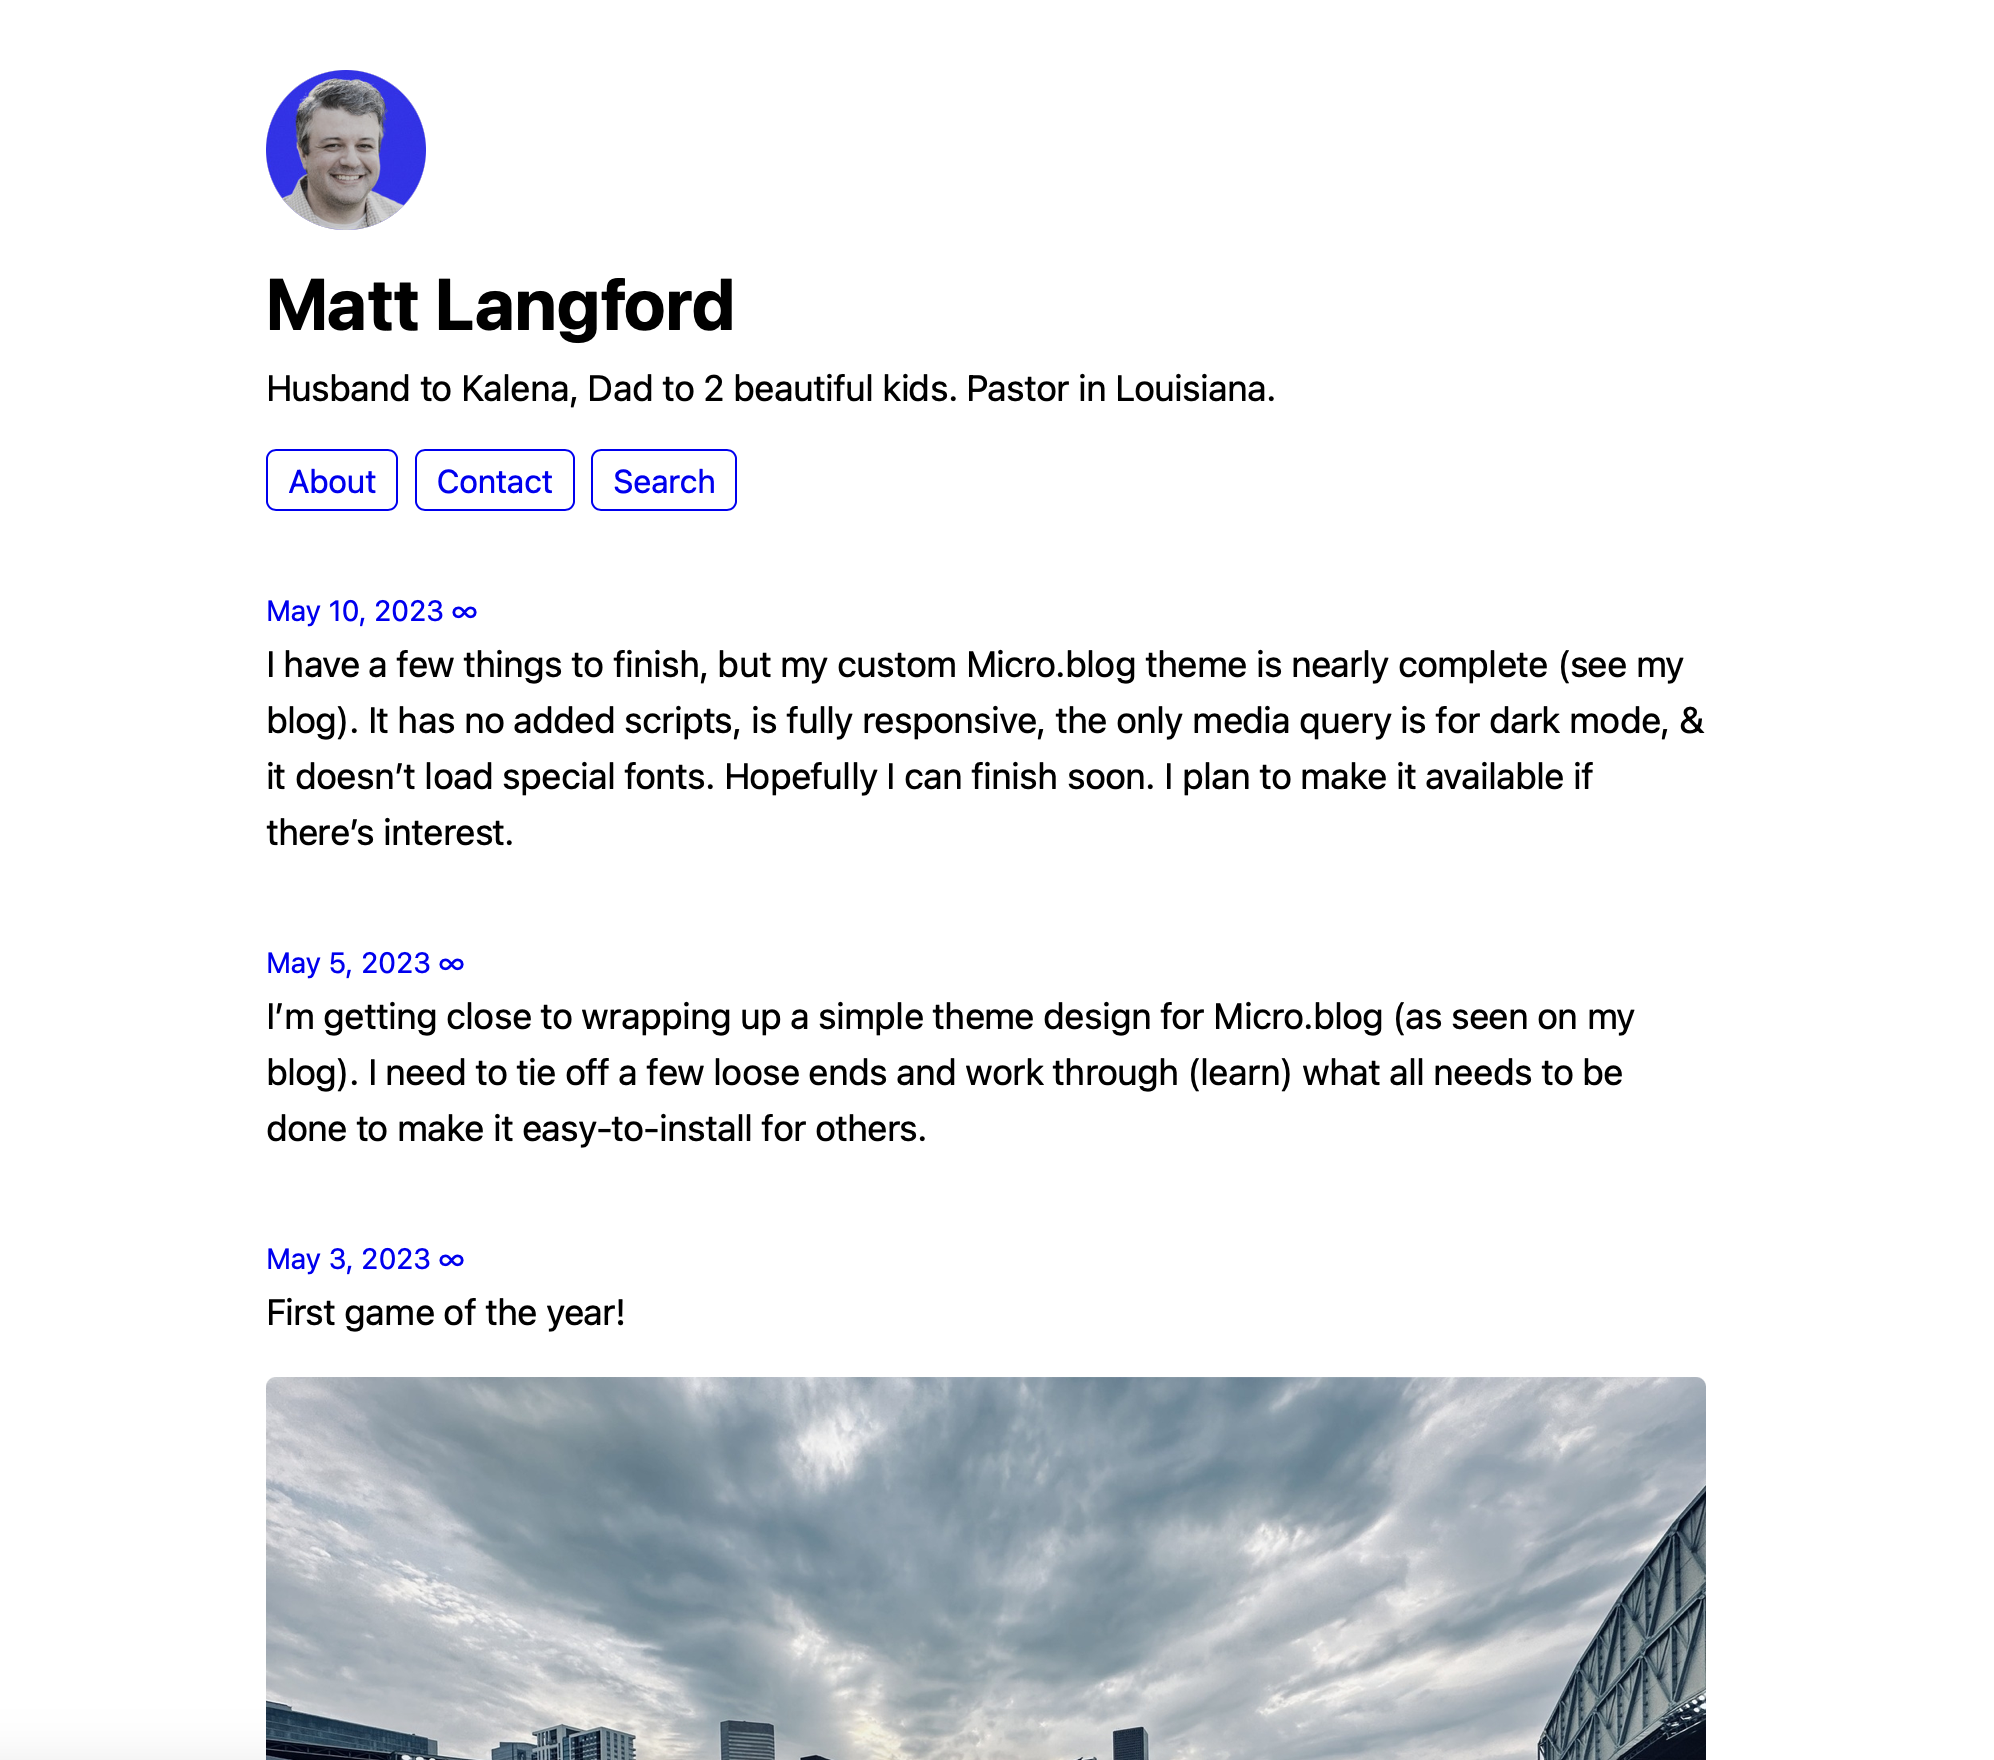 Matt Langford
Husband to Kalena, Dad to 2 beautiful kids. Pastor in Louisiana.
About Contact Search
May 10, 2023 ∞
I have a few things to finish, but my custom Micro.blog theme is nearly complete (see my
blog). It has no added scripts, is fully responsive, the only media query is for dark mode, &
it doesn’t load special fonts. Hopefully I can finish soon. I plan to make it available if
there’s interest.
May 5, 2023 ∞
I’m getting close to wrapping up a simple theme design for Micro.blog (as seen on my
blog). I need to tie off a few loose ends and work through (learn) what all needs to be
done to make it easy-to-install for others.
May 3, 2023 ∞
First game of the year!